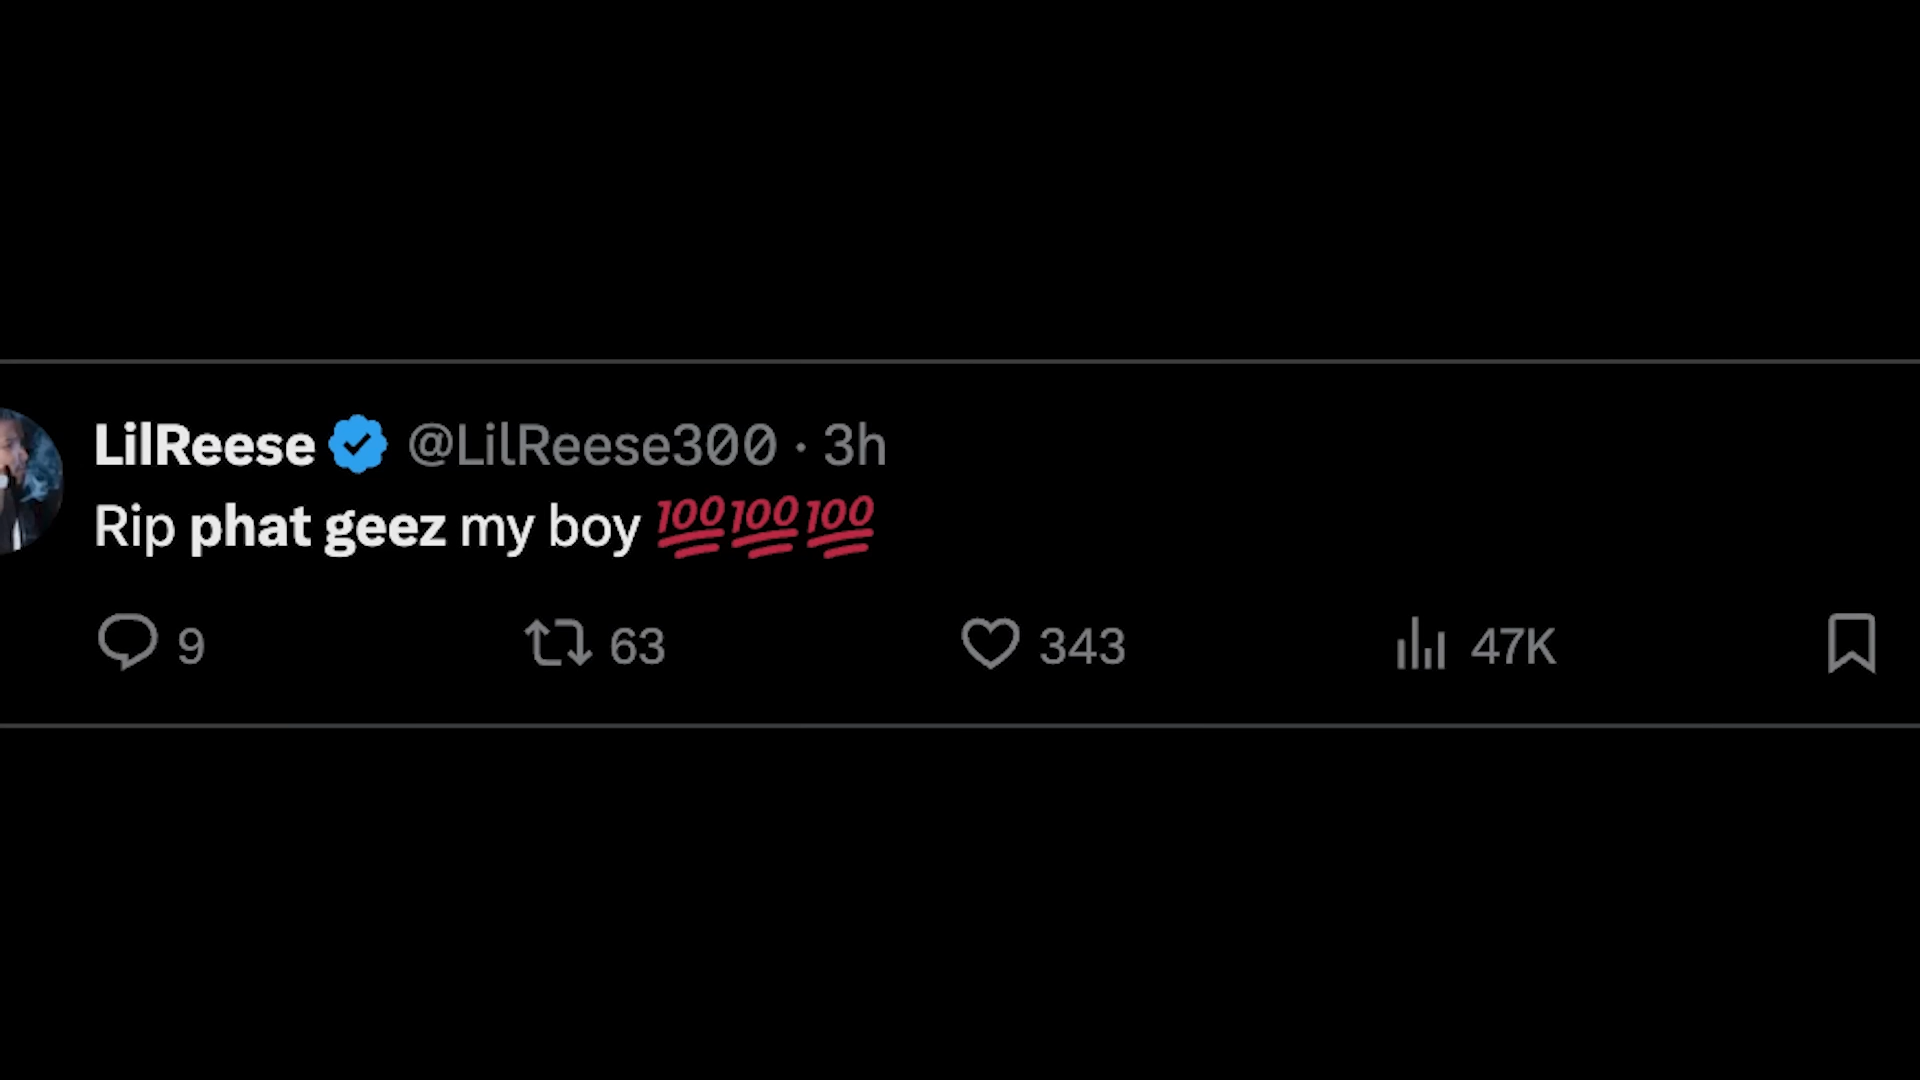 LilReese @LilReese300 · 3h
Rip phat geez my boy 💯💯💯
9 63 343 47K